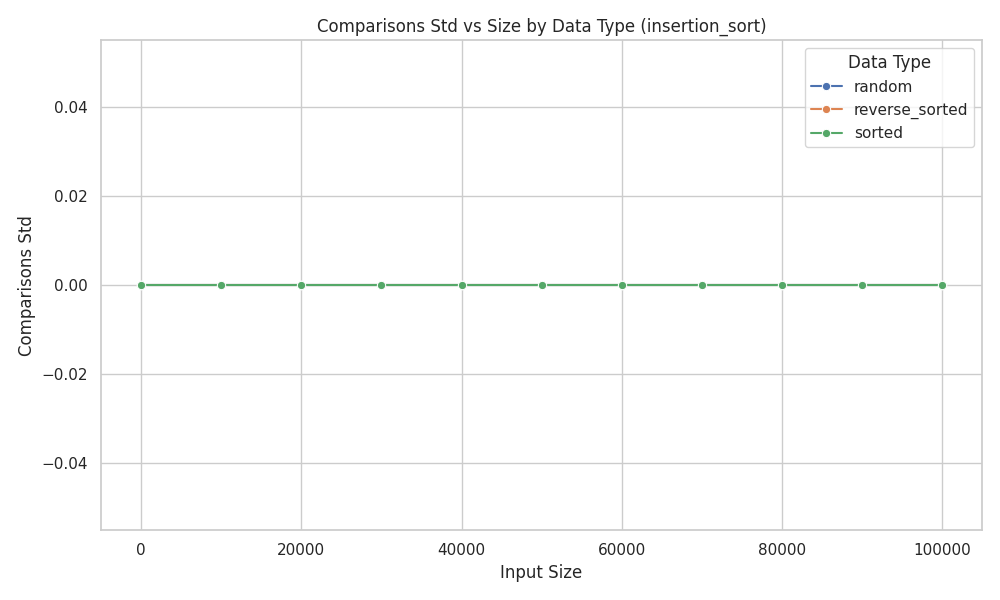 Comparisons Std vs Size by Data Type (insertion_sort)
Data Type
random
reverse_sorted
sorted
Comparisons Std
0.04
0.02
0.00
−0.02
−0.04
0
20000
40000
60000
80000
100000
Input Size